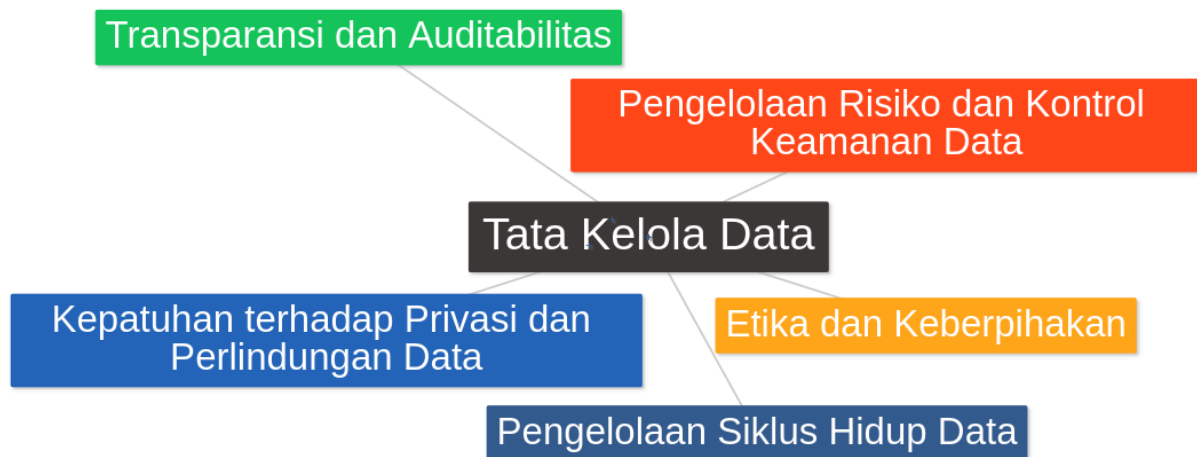 Transparansi dan Auditabilitas
Pengelolaan Risiko dan Kontrol
Keamanan Data
Tata Kelola Data
Kepatuhan terhadap Privasi dan
Perlindungan Data
Etika dan Keberpihakan
Pengelolaan Siklus Hidup Data